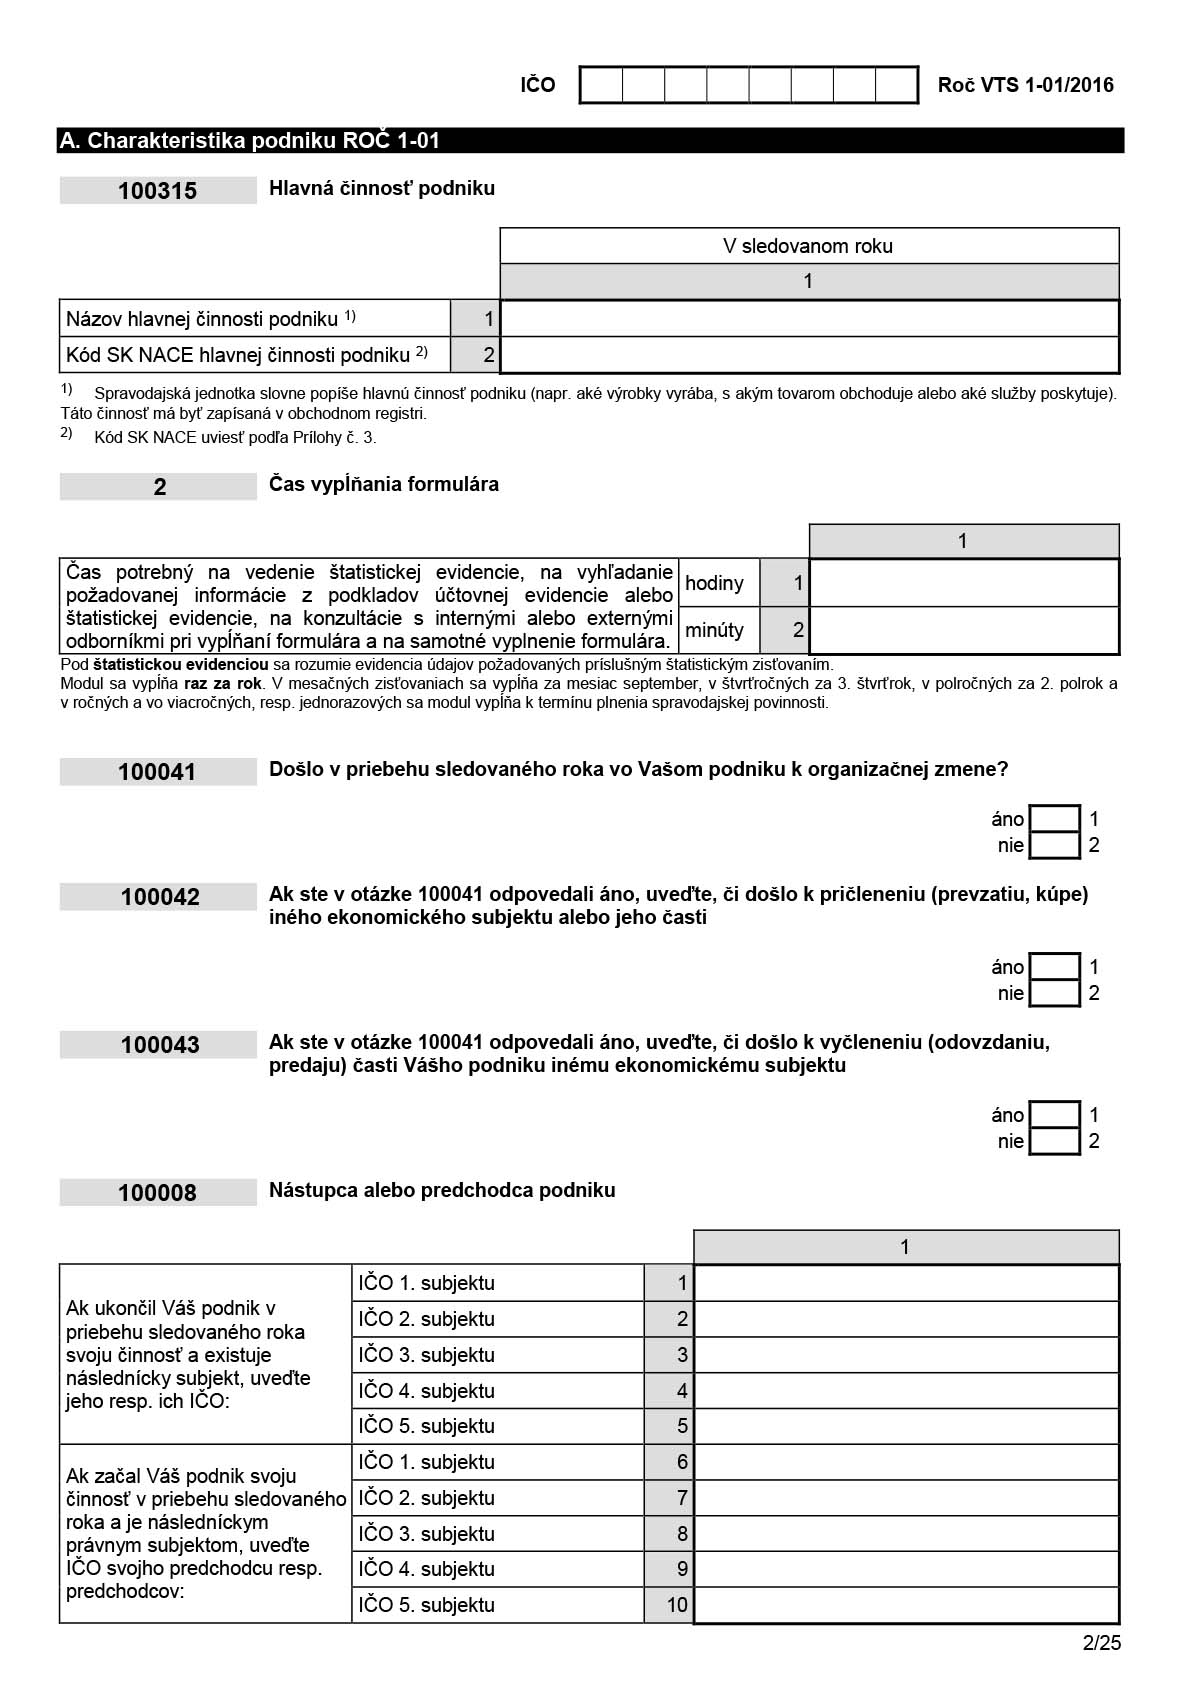 IČO Roč VTS 1-01/2016
A. Charakteristika podniku ROČ 1-01
100315 Hlavná činnosť podniku
V sledovanom roku
1
Názov hlavnej činnosti podniku 1) 1
Kód SK NACE hlavnej činnosti podniku 2) 2
1) Spravodajská jednotka slovne popíše hlavnú činnosť podniku (napr. aké výrobky vyrába, s akým tovarom obchoduje alebo aké služby poskytuje).
Táto činnosť má byť zapísaná v obchodnom registri.
2) Kód SK NACE uviesť podľa Prílohy č. 3.
2 Čas vypĺňania formulára
1
Čas potrebný na vedenie štatistickej evidencie, na vyhľadanie
požadovanej informácie z podkladov účtovnej evidencie alebo
štatistickej evidencie, na konzultácie s internými alebo externými
odborníkmi pri vypĺňaní formulára a na samotné vyplnenie formulára.
hodiny 1
minúty 2
Pod štatistickou evidenciou sa rozumie evidencia údajov požadovaných príslušným štatistickým zisťovaním.
Modul sa vypĺňa raz za rok. V mesačných zisťovaniach sa vypĺňa za mesiac september, v štvrťročných za 3. štvrťrok, v polročných za 2. polrok a
v ročných a vo viacročných, resp. jednorazových sa modul vypĺňa k termínu plnenia spravodajskej povinnosti.
100041 Došlo v priebehu sledovaného roka vo Vašom podniku k organizačnej zmene?
áno 1
nie 2
100042 Ak ste v otázke 100041 odpovedali áno, uveďte, či došlo k pričleneniu (prevzatiu, kúpe)
iného ekonomického subjektu alebo jeho časti
áno 1
nie 2
100043 Ak ste v otázke 100041 odpovedali áno, uveďte, či došlo k vyčleneniu (odovzdaniu,
predaju) časti Vášho podniku inému ekonomickému subjektu
áno 1
nie 2
100008 Nástupca alebo predchodca podniku
1
Ak ukončil Váš podnik v
priebehu sledovaného roka
svoju činnosť a existuje
následnícky subjekt, uveďte
jeho resp. ich IČO:
IČO 1. subjektu 1
IČO 2. subjektu 2
IČO 3. subjektu 3
IČO 4. subjektu 4
IČO 5. subjektu 5
Ak začal Váš podnik svoju
činnosť v priebehu sledovaného
roka a je následníckym
právnym subjektom, uveďte
IČO svojho predchodcu resp.
predchodcov:
IČO 1. subjektu 6
IČO 2. subjektu 7
IČO 3. subjektu 8
IČO 4. subjektu 9
IČO 5. subjektu 10
2/25